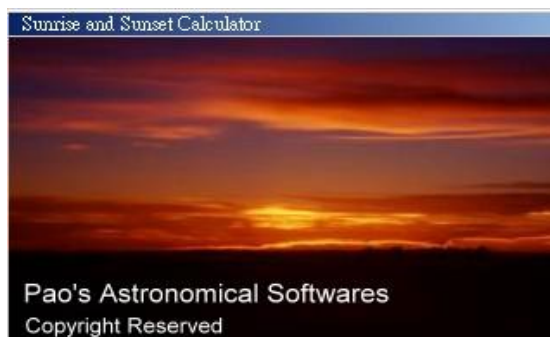 Sunrise and Sunset Calculator
Pao's Astronomical Softwares
Copyright Reserved